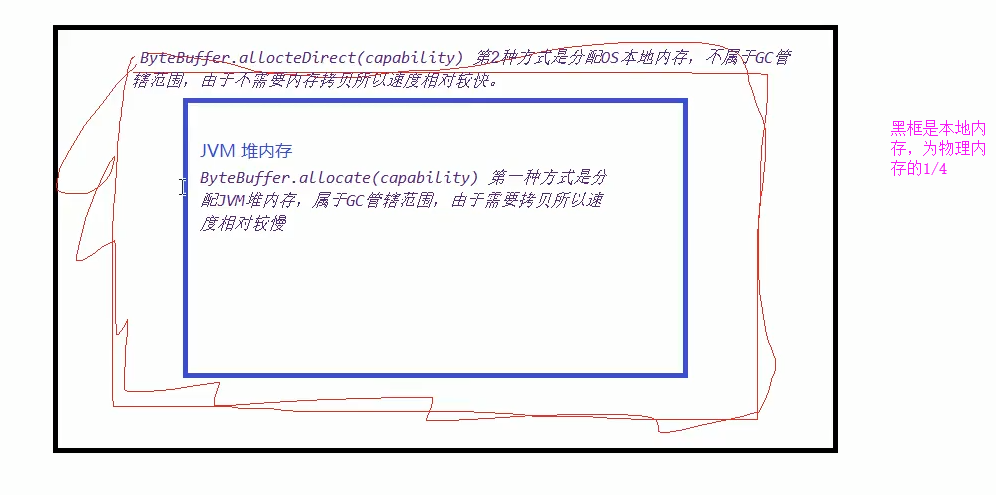 ByteBuffer.allocteDirect(capability) 第2种方式是分配OS本地内存，不属于GC管
辖范围，由于不需要内存拷贝所以速度相对较快。
JVM 堆内存
ByteBuffer.allocate(capability) 第一种方式是分
配JVM堆内存，属于GC管辖范围，由于需要拷贝所以速
度相对较慢
黑框是本地内
存，为物理内
存的1/4